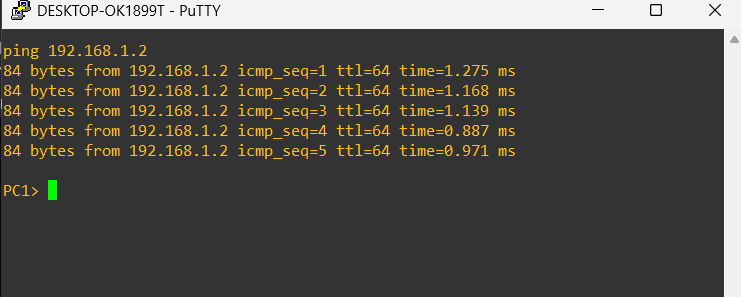 DESKTOP-OK1899T - PuTTY
ping 192.168.1.2
84 bytes from 192.168.1.2 icmp_seq=1 ttl=64 time=1.275 ms
84 bytes from 192.168.1.2 icmp_seq=2 ttl=64 time=1.168 ms
84 bytes from 192.168.1.2 icmp_seq=3 ttl=64 time=1.139 ms
84 bytes from 192.168.1.2 icmp_seq=4 ttl=64 time=0.887 ms
84 bytes from 192.168.1.2 icmp_seq=5 ttl=64 time=0.971 ms
PC1>